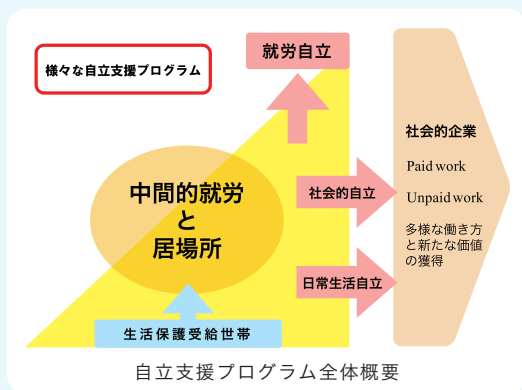 就労自立
様々な自立支援プログラム
社会的企業
Paid work
Unpaid work
多様な働き方
と新たな価値
の獲得
中間的就労
と
居場所
社会的自立
日常生活自立
生活保護受給世帯
自立支援プログラム全体概要